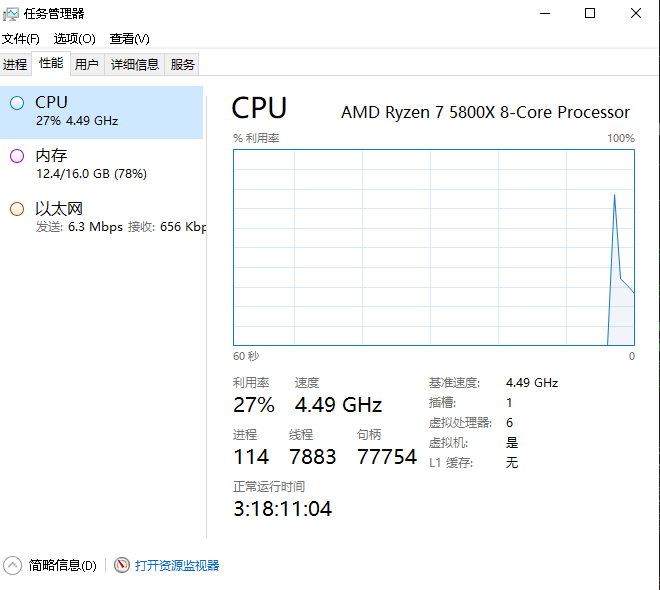 任务管理器
文件(F) 选项(O) 查看(V)
进程 性能 用户 详细信息 服务
CPU
27% 4.49 GHz
内存
12.4/16.0 GB (78%)
以太网
发送: 6.3 Mbps 接收: 656 Kbp
CPU AMD Ryzen 7 5800X 8-Core Processor
% 利用率 100%
60 秒 0
利用率 速度
27% 4.49 GHz
进程 线程 句柄
114 7883 77754
正常运行时间
3:18:11:04
基准速度: 4.49 GHz
插槽: 1
虚拟处理器: 6
虚拟机: 是
L1 缓存: 无
简略信息(D) 打开资源监视器